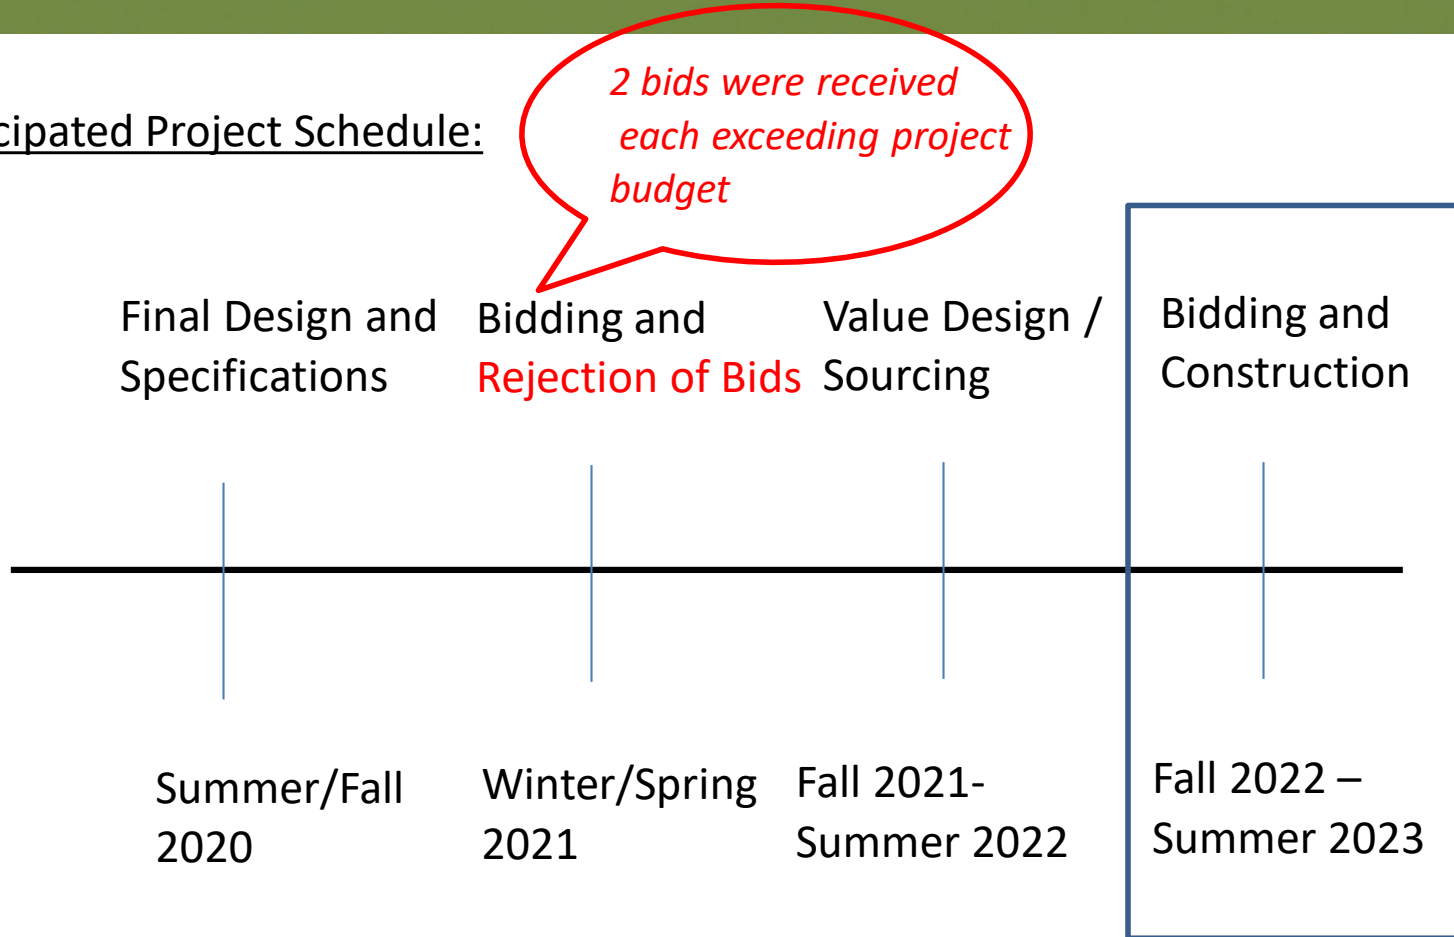 cipated Project Schedule:
2 bids were received
each exceeding project
budget
Final Design and
Specifications
Bidding and
Rejection of Bids
Value Design /
Sourcing
Bidding and
Construction
Summer/Fall
2020
Winter/Spring
2021
Fall 2021-
Summer 2022
Fall 2022 –
Summer 2023